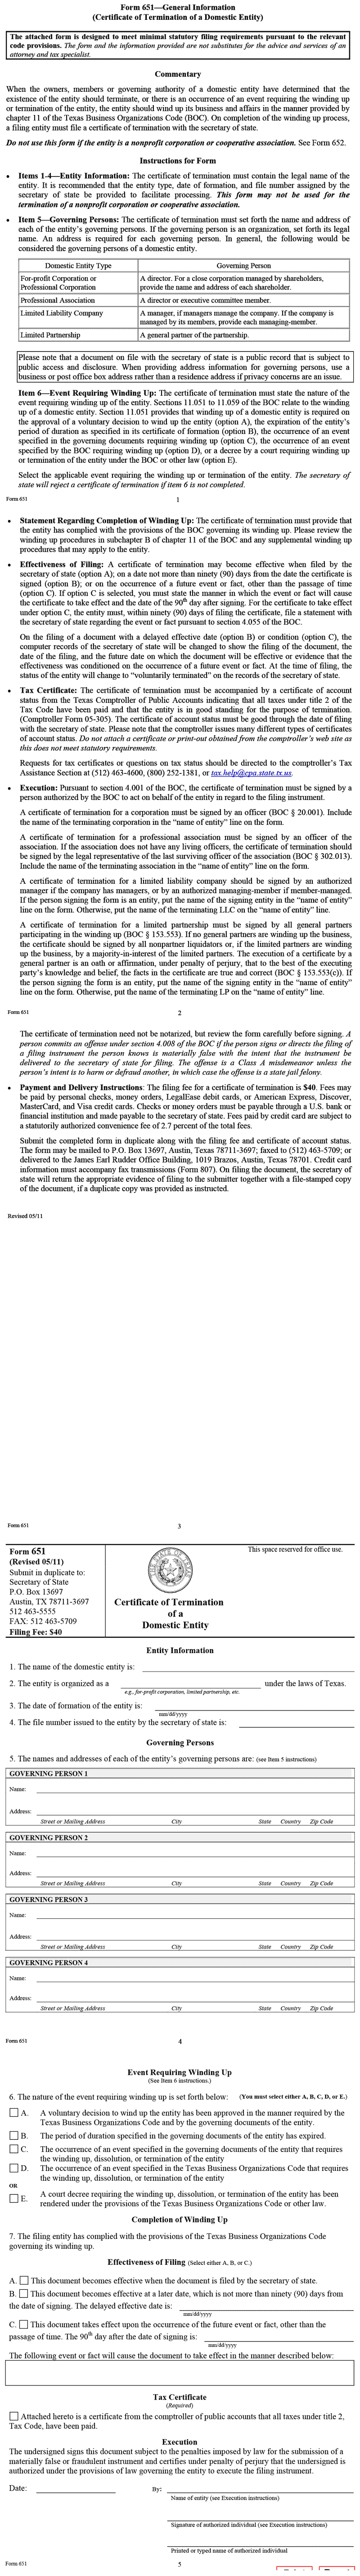 Form 651—General Information
(Certificate of Termination of a Domestic Entity)
The attached form is designed to meet minimal statutory filing requirements pursuant to the relevant
code provisions. The form and the information provided are not substitutes for the advice and services of an
attorney and tax specialist.
Commentary
When the owners, members or governing authority of a domestic entity have determined that the
existence of the entity should terminate, or there is an occurrence of an event requiring the winding up
or termination of the entity, the entity should wind up its business and affairs in the manner provided by
chapter 11 of the Texas Business Organizations Code (BOC). On completion of the winding up process,
a filing entity must file a certificate of termination with the secretary of state.
Do not use this form if the entity is a nonprofit corporation or cooperative association. See Form 652.
Instructions for Form
• Items 1-4—Entity Information: The certificate of termination must contain the legal name of the
entity. It is recommended that the entity type, date of formation, and file number assigned by the
secretary of state be provided to facilitate processing. This form may not be used for the
termination of a nonprofit corporation or cooperative association.
• Item 5—Governing Persons: The certificate of termination must set forth the name and address of
each of the entity's governing persons. If the governing person is an organization, set forth its legal
name. An address is required for each governing person. In general, the following would be
considered the governing persons of a domestic entity.
Domestic Entity Type Governing Person
For-profit Corporation or A director. For a close corporation managed by shareholders,
Professional Corporation provide the name and address of each shareholder.
Professional Association A director or executive committee member.
Limited Liability Company A manager, if managers manage the company. If the company is
managed by its members, provide each managing-member.
Limited Partnership A general partner of the partnership.
Please note that a document on file with the secretary of state is a public record that is subject to
public access and disclosure. When providing address information for governing persons, use a
business or post office box address rather than a residence address if privacy concerns are an issue.
Item 6—Event Requiring Winding Up: The certificate of termination must state the nature of the
event requiring winding up of the entity. Sections 11.051 to 11.059 of the BOC relate to the winding
up of a domestic entity. Section 11.051 provides that winding up of a domestic entity is required on
the approval of a voluntary decision to wind up the entity (option A), the expiration of the entity's
period of duration as specified in its certificate of formation (option B), the occurrence of an event
specified in the governing documents requiring winding up (option C), the occurrence of an event
specified by the BOC requiring winding up (option D), or a decree by a court requiring winding up
or termination of the entity under the BOC or other law (option E).
Select the applicable event requiring the winding up or termination of the entity. The secretary of
state will reject a certificate of termination if item 6 is not completed.
Form 651 1
• Statement Regarding Completion of Winding Up: The certificate of termination must provide that
the entity has complied with the provisions of the BOC governing its winding up. Please review the
winding up procedures in subchapter B of chapter 11 of the BOC and any supplemental winding up
procedures that may apply to the entity.
• Effectiveness of Filing: A certificate of termination may become effective when filed by the
secretary of state (option A); on a date not more than ninety (90) days from the date the certificate is
signed (option B); or on the occurrence of a future event or fact, other than the passage of time
(option C). If option C is selected, you must state the manner in which the event or fact will cause
the certificate to take effect and the date of the 90th day after signing. For the certificate to take effect
under option C, the entity must, within ninety (90) days of filing the certificate, file a statement with
the secretary of state regarding the event or fact pursuant to section 4.055 of the BOC.
On the filing of a document with a delayed effective date (option B) or condition (option C),
computer records of the secretary of state will be changed to show the filing of the document, the
date of the filing, and the future date on which the document will be effective or evidence that the
effectiveness was conditioned on the occurrence of a future event or fact. At the time of filing, the
status of the entity will change to "voluntarily terminated" on the records of the secretary of state.
• Tax Certificate: The certificate of termination must be accompanied by a certificate of account
status from the Texas Comptroller of Public Accounts indicating that all taxes under title 2 of the
Tax Code have been paid and that the entity is in good standing for the purpose of termination.
(Comptroller Form 05-305). The certificate of account status must be good through the date of filing
with the secretary of state. Please note that the comptroller issues many different types of certificates
of account status. Do not attach a certificate or print-out obtained from the comptroller's web site as
this does not meet statutory requirements.
Requests for tax certificates or questions on tax status should be directed to the comptroller's Tax
Assistance Section at (512) 463-4600, (800) 252-1381, or tax.help@cpa.state.tx.us.
• Execution: Pursuant to section 4.001 of the BOC, the certificate of termination must be signed by a
person authorized by the BOC to act on behalf of the entity in regard to the filing instrument.
A certificate of termination for a corporation must be signed by an officer (BOC § 20.001). Include
the name of the terminating corporation in the "name of entity" line on the form.
A certificate of termination for a professional association must be signed by an officer of the
association. If the association does not have any living officers, the certificate of termination should
be signed by the legal representative of the last surviving officer of the association (BOC § 302.013).
Include the name of the terminating association in the "name of entity" line on the form.
A certificate of termination for a limited liability company should be signed by an authorized
manager if the company has managers, or by an authorized managing-member if member-managed.
If the person signing the form is an entity, put the name of the signing entity in the "name of entity"
line on the form. Otherwise, put the name of the terminating LLC on the "name of entity" line.
A certificate of termination for a limited partnership must be signed by all general partners
participating in the winding up (BOC § 153.553). If no general partners are winding up the business,
the certificate should be signed by all nonpartner liquidators or, if the limited partners are winding
up the business, by a majority-in-interest of the limited partners. The execution of a certificate by a
general partner is an oath or affirmation, under penalty of perjury, that to the best of the executing
party's knowledge and belief, the facts in the certificate are true and correct (BOC § 153.553(c)). If
the person signing the form is an entity, put the name of the signing entity in the "name of entity"
line on the form. Otherwise, put the name of the terminating LP on the "name of entity" line.
Form 651 2
The certificate of termination need not be notarized, but review the form carefully before signing. A
person commits an offense under section 4.008 of the BOC if the person signs or directs the filing of
a filing instrument the person knows is materially false with the intent that the instrument be
delivered to the secretary of state for filing. The offense is a Class A misdemeanor unless the
person's intent is to harm or defraud another, in which case the offense is a state jail felony.
• Payment and Delivery Instructions: The filing fee for a certificate of termination is $40. Fees may
be paid by personal checks, money orders, LegalEase debit cards, or American Express, Discover,
MasterCard, and Visa credit cards. Checks or money orders must be payable through a U.S. bank or
financial institution and made payable to the secretary of state. Fees paid by credit card are subject to
a statutorily authorized convenience fee of 2.7 percent of the total fees.
Submit the completed form in duplicate along with the filing fee and certificate of account status.
The form may be mailed to P.O. Box 13697, Austin, Texas 78711-3697; faxed to (512) 463-5709; or
delivered to the James Earl Rudder Office Building, 1019 Brazos, Austin, Texas 78701. Credit card
information must accompany fax transmissions (Form 807). On filing the document, the secretary of
state will return the appropriate evidence of filing to the submitter together with a file-stamped copy
of the document, if a duplicate copy was provided as instructed.
Revised 05/11
Form 651 3
Form 651
(Revised 05/11)
Submit in duplicate to:
Secretary of State
P.O. Box 13697
Austin, TX 78711-3697
512 463-5555
FAX: 512 463-5709
Filing Fee: $40
Certificate of Termination
of a
Domestic Entity
This space reserved for office use.
Entity Information
1. The name of the domestic entity is:
2. The entity is organized as a under the laws of Texas.
e.g., for-profit corporation, limited partnership, etc.
3. The date of formation of the entity is:
mm/dd/yyyy
4. The file number issued to the entity by the secretary of state is:
Governing Persons
5. The names and addresses of each of the entity's governing persons are: (see Item 5 instructions)
GOVERNING PERSON 1
Name:
Address:
Street or Mailing Address City State Country Zip Code
GOVERNING PERSON 2
Name:
Address:
Street or Mailing Address City State Country Zip Code
GOVERNING PERSON 3
Name:
Address:
Street or Mailing Address City State Country Zip Code
GOVERNING PERSON 4
Name:
Address:
Street or Mailing Address City State Country Zip Code
Form 651 4
Event Requiring Winding Up
(See Item 6 instructions.)
6. The nature of the event requiring winding up is set forth below: (You must select either A, B, C, D, or E.)
A. A voluntary decision to wind up the entity has been approved in the manner required by the
Texas Business Organizations Code and by the governing documents of the entity.
B. The period of duration specified in the governing documents of the entity has expired.
C. The occurrence of an event specified in the governing documents of the entity that requires
the winding up, dissolution, or termination of the entity
D. The occurrence of an event specified in the Texas Business Organizations Code that requires
the winding up, dissolution, or termination of the entity
OR
E. A court decree requiring the winding up, dissolution, or termination of the entity has been
rendered under the provisions of the Texas Business Organizations Code or other law.
Completion of Winding Up
7. The filing entity has complied with the provisions of the Texas Business Organizations Code
governing its winding up.
Effectiveness of Filing (Select either A, B, or C.)
A. This document becomes effective when the document is filed by the secretary of state.
B. This document becomes effective at a later date, which is not more than ninety (90) days from
the date of signing. The delayed effective date is:
mm/dd/yyyy
C. This document takes effect upon the occurrence of the future event or fact, other than the
passage of time. The 90th day after the date of signing is:
mm/dd/yyyy
The following event or fact will cause the document to take effect in the manner described below:
Tax Certificate
(Required)
Attached hereto is a certificate from the comptroller of public accounts that all taxes under title 2,
Tax Code, have been paid.
Execution
The undersigned signs this document subject to the penalties imposed by law for the submission of a
materially false or fraudulent instrument and certifies under penalty of perjury that the undersigned is
authorized under the provisions of law governing the entity to execute the filing instrument.
Date: By:
Name of entity (see Execution instructions)
Signature of authorized individual (see Execution instructions)
Printed or typed name of authorized individual
Form 651 5